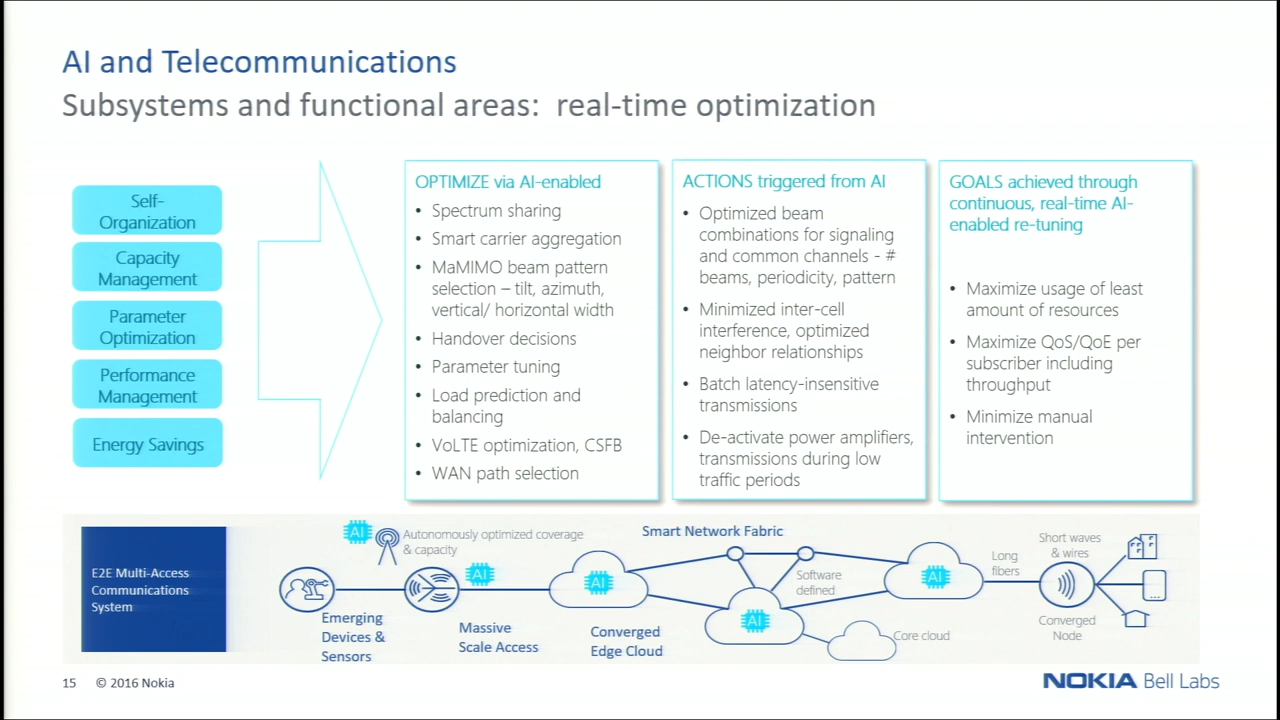 AI and Telecommunications
Subsystems and functional areas: real-time optimization
Self-
Organization
Capacity
Management
Parameter
Optimization
Performance
Management
Energy Savings
OPTIMIZE via AI-enabled
• Spectrum sharing
• Smart carrier aggregation
• MaMIMO beam pattern
selection – tilt, azimuth,
vertical/ horizontal width
• Handover decisions
• Parameter tuning
• Load prediction and
balancing
• VoLTE optimization, CSFB
• WAN path selection
ACTIONS triggered from AI
• Optimized beam
combinations for signaling
and common channels - #
beams, periodicity, pattern
• Minimized inter-cell
interference, optimized
neighbor relationships
• Batch latency-insensitive
transmissions
• De-activate power amplifiers,
transmissions during low
traffic periods
GOALS achieved through
continuous, real-time AI-
enabled re-tuning
• Maximize usage of least
amount of resources
• Maximize QoS/QoE per
subscriber including
throughput
• Minimize manual
intervention
E2E Multi-Access
Communications
System
AI
Autonomously optimized coverage
& capacity
AI
Emerging
Devices &
Sensors
Massive
Scale Access
AI
Converged
Edge Cloud
Smart Network Fabric
Software
defined
AI
Core cloud
AI
Long
fibers
Short waves
& wires
Converged
Node
15 © 2016 Nokia
NOKIA Bell Labs